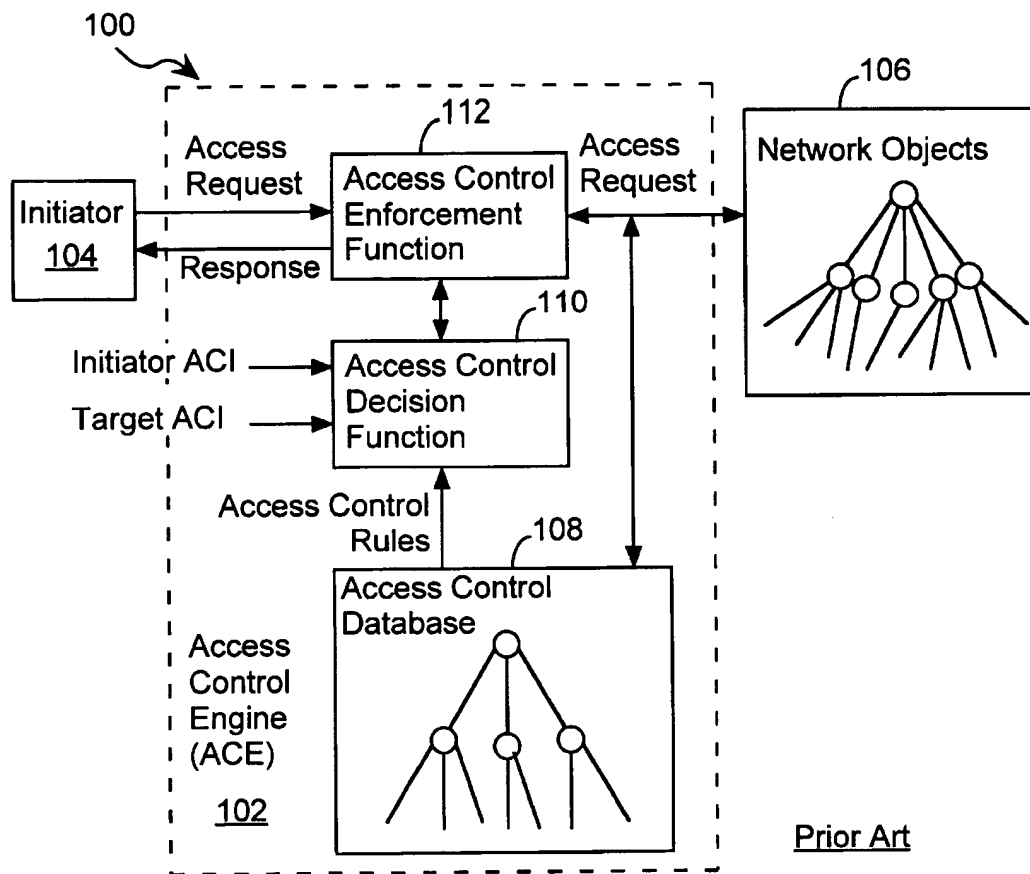 100
106
112
Access
Request
Access Control
Enforcement
Function
Access
Request
Network Objects
Initiator
104
Response
110
Initiator ACI
Target ACI
Access Control
Decision
Function
Access Control
Rules
108
Access Control
Database
Access
Control
Engine
(ACE)
102
Prior Art